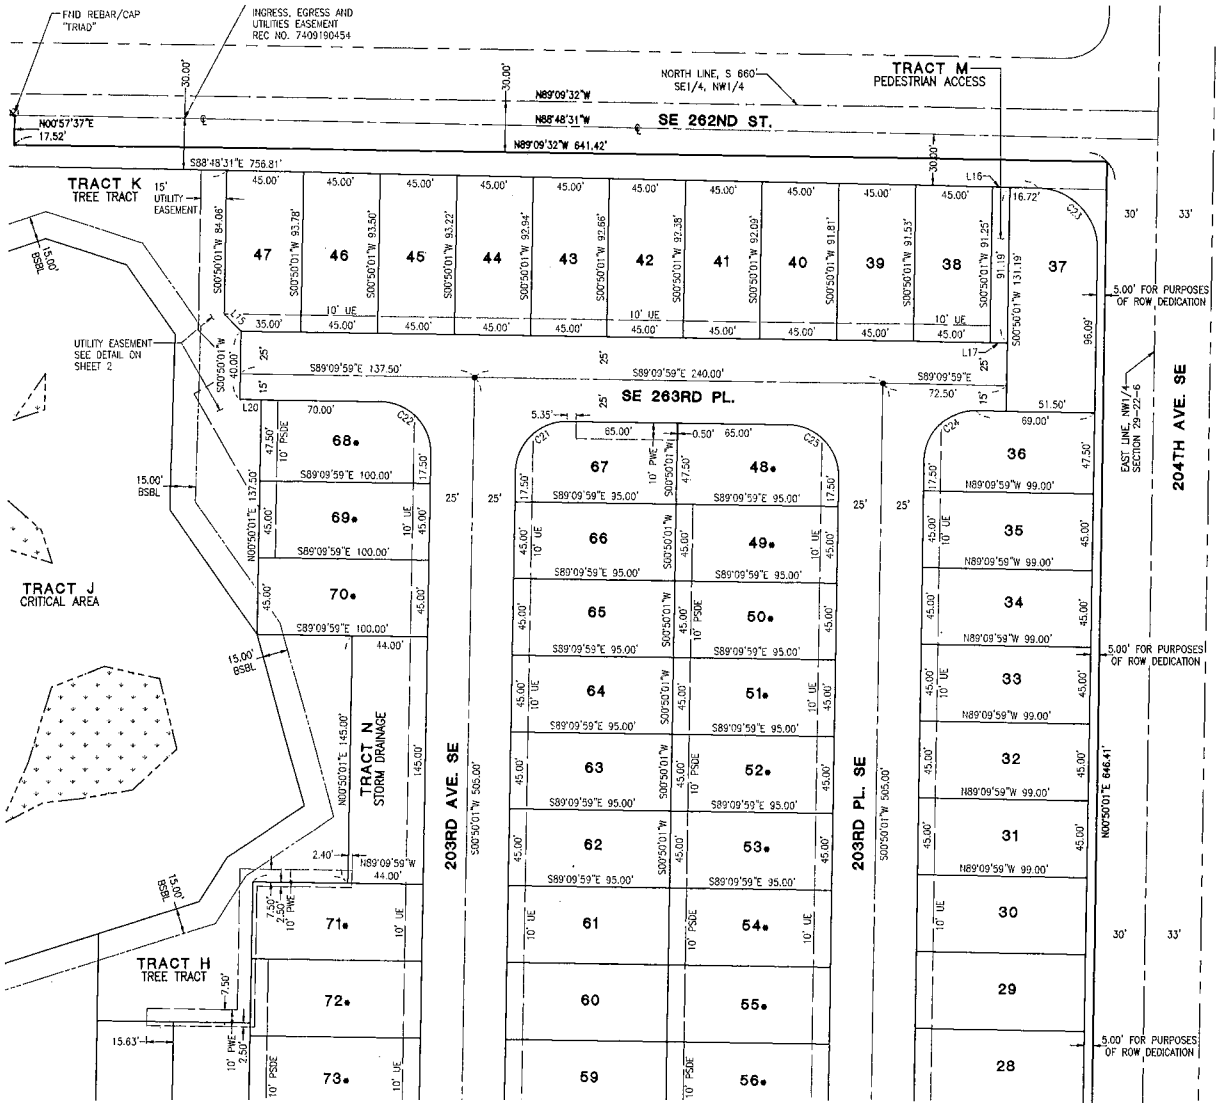 FND REBAR/CAP
"TRIAD"
INGRESS, EGRESS AND
UTILITIES EASEMENT
REC NO. 7409190454
30.00'
30.00'
NORTH LINE, S 660'
SE1/4, NW1/4
TRACT M
PEDESTRIAN ACCESS
N89°09'32"W
N00°57'37"E
17.52'
N88°48'31"W
SE 262ND ST.
N89°09'32"W 641.42'
30.00'
S88°48'31"E 756.81'
TRACT K
TREE TRACT
15'
UTILITY
EASEMENT
45.00'
45.00'
45.00'
45.00'
45.00'
45.00'
45.00'
45.00'
45.00'
45.00'
L16
16.72'
C23
30'
33'
S00°50'01"W 84.06'
S00°50'01"W 93.78
S00°50'01"W 93.50'
S00°50'01"W 93.22'
S00°50'01"W 92.94'
S00°50'01"W 92.66'
S00°50'01"W 92.38'
S00°50'01"W 92.09'
S00°50'01"W 91.81'
S00°50'01"W 91.53'
S00°50'01"W 91.25'
91.19'
S00°50'01"W 131.19'
47
46
45
44
43
42
41
40
39
38
37
15.00'
BSBL
5.00' FOR PURPOSES
OF ROW DEDICATION
L15
10' UE
10' UE
10' UE
35.00'
45.00'
45.00'
45.00'
45.00'
45.00'
45.00'
45.00'
45.00'
45.00'
96.09'
UTILITY EASEMENT
SEE DETAIL ON
SHEET 2
S00°50'01"W
40.00'
25'
25'
L17
25'
S89°09'59"E 137.50'
S89°09'59"E 240.00'
S89°09'59"E
72.50'
15'
25'
SE 263RD PL.
15'
51.50'
L20
70.00'
C22
5.35'
C21
65.00'
0.50'
65.00'
C25
C24
69.00'
EAST LINE, NW1/4
SECTION 29-22-6
204TH AVE. SE
47.50'
10' PSDE
68
17.50'
S89°09'59"E 100.00'
67
10' PWE
S00°50'01"W
47.50'
48
17.50'
17.50'
36
47.50'
15.00'
BSBL
N00°50'01"E 137.50'
25'
25'
17.50'
S89°09'59"E 95.00'
S89°09'59"E 95.00'
25'
25'
N89°09'59"W 99.00'
45.00'
69
10' UE
45.00'
45.00'
10' UE
66
S00°50'01"W
45.00'
49
10' UE
45.00'
45.00'
10' UE
35
45.00'
S89°09'59"E 100.00'
S89°09'59"E 95.00'
S89°09'59"E 95.00'
N89°09'59"W 99.00'
TRACT J
CRITICAL AREA
45.00'
70
45.00'
45.00'
65
S00°50'01"W
45.00'
10' PSDE
50
45.00'
45.00'
34
45.00'
S89°09'59"E 100.00'
S89°09'59"E 95.00'
S89°09'59"E 95.00'
N89°09'59"W 99.00'
15.00'
BSBL
44.00'
5.00' FOR PURPOSES
OF ROW DEDICATION
45.00'
10' UE
64
S00°50'01"W
45.00'
51
10' UE
45.00'
45.00'
10' UE
33
45.00'
S89°09'59"E 95.00'
S89°09'59"E 95.00'
N89°09'59"W 99.00'
N00°50'01"E 145.00'
TRACT N
STORM DRAINAGE
145.00'
203RD AVE. SE
S00°50'01"W 505.00'
45.00'
63
S00°50'01"W
45.00'
10' PSDE
52
45.00'
203RD PL. SE
S00°50'01"W 505.00'
45.00'
32
45.00'
N00°50'01"E 646.41'
S89°09'59"E 95.00'
S89°09'59"E 95.00'
N89°09'59"W 99.00'
45.00'
62
S00°50'01"W
45.00'
53
45.00'
45.00'
31
45.00'
2.40'
N89°09'59"W
44.00'
S89°09'59"E 95.00'
S89°09'59"E 95.00'
N89°09'59"W 99.00'
15.00'
BSBL
7.50'
2.50'
10' PWE
71
10' UE
10' UE
61
10' PSDE
54
10' UE
10' UE
30
30'
33'
TRACT H
TREE TRACT
7.50'
72
60
55
29
15.63'
10' PWE
2.50'
5.00' FOR PURPOSES
OF ROW DEDICATION
10' PSDE
73
10' UE
59
10' PSDE
56
28